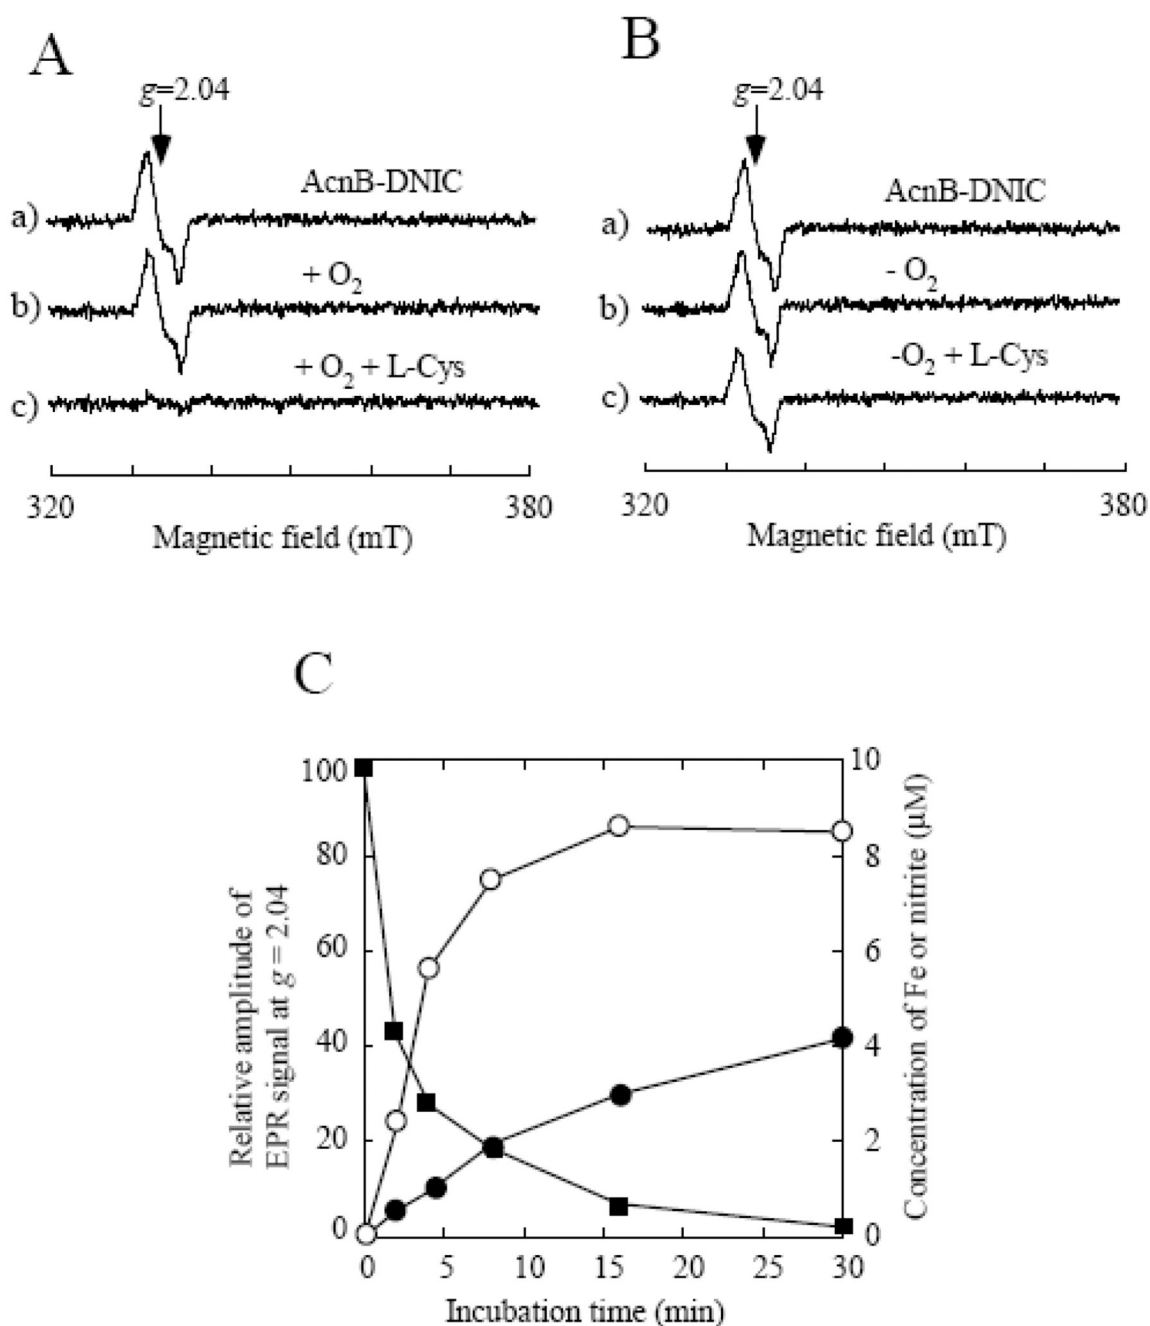 A
g=2.04
AcnB-DNIC
a)
+ O2
b)
+ O2 + L-Cys
c)
320 380
Magnetic field (mT)
B
g=2.04
AcnB-DNIC
a)
- O2
b)
-O2 + L-Cys
c)
320 380
Magnetic field (mT)
C
Relative amplitude of
EPR signal at g = 2.04
100
80
60
40
20
0
10
8
6
4
2
0
Concentration of Fe or nitrite (μM)
0 5 10 15 20 25 30
Incubation time (min)